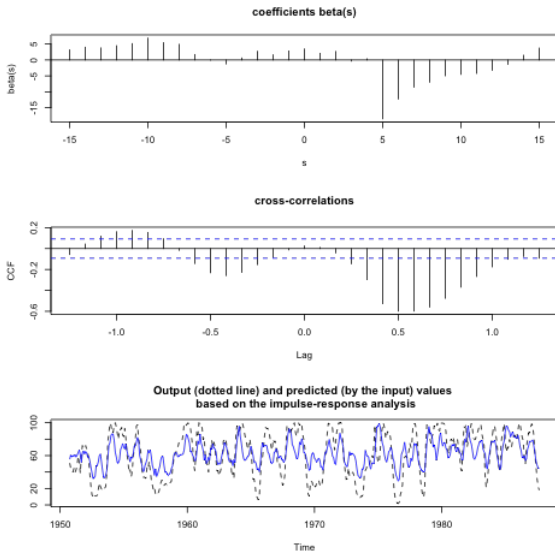 coefficients beta(s)
beta(s)
5
-5
-15
-15 -10 -5 0 5 10 15
s
cross-correlations
CCF
0.2
-0.2
-0.6
-1.0 -0.5 0.0 0.5 1.0
Lag
Output (dotted line) and predicted (by the input) values
based on the impulse-response analysis
100
60
20
0
1950 1960 1970 1980
Time